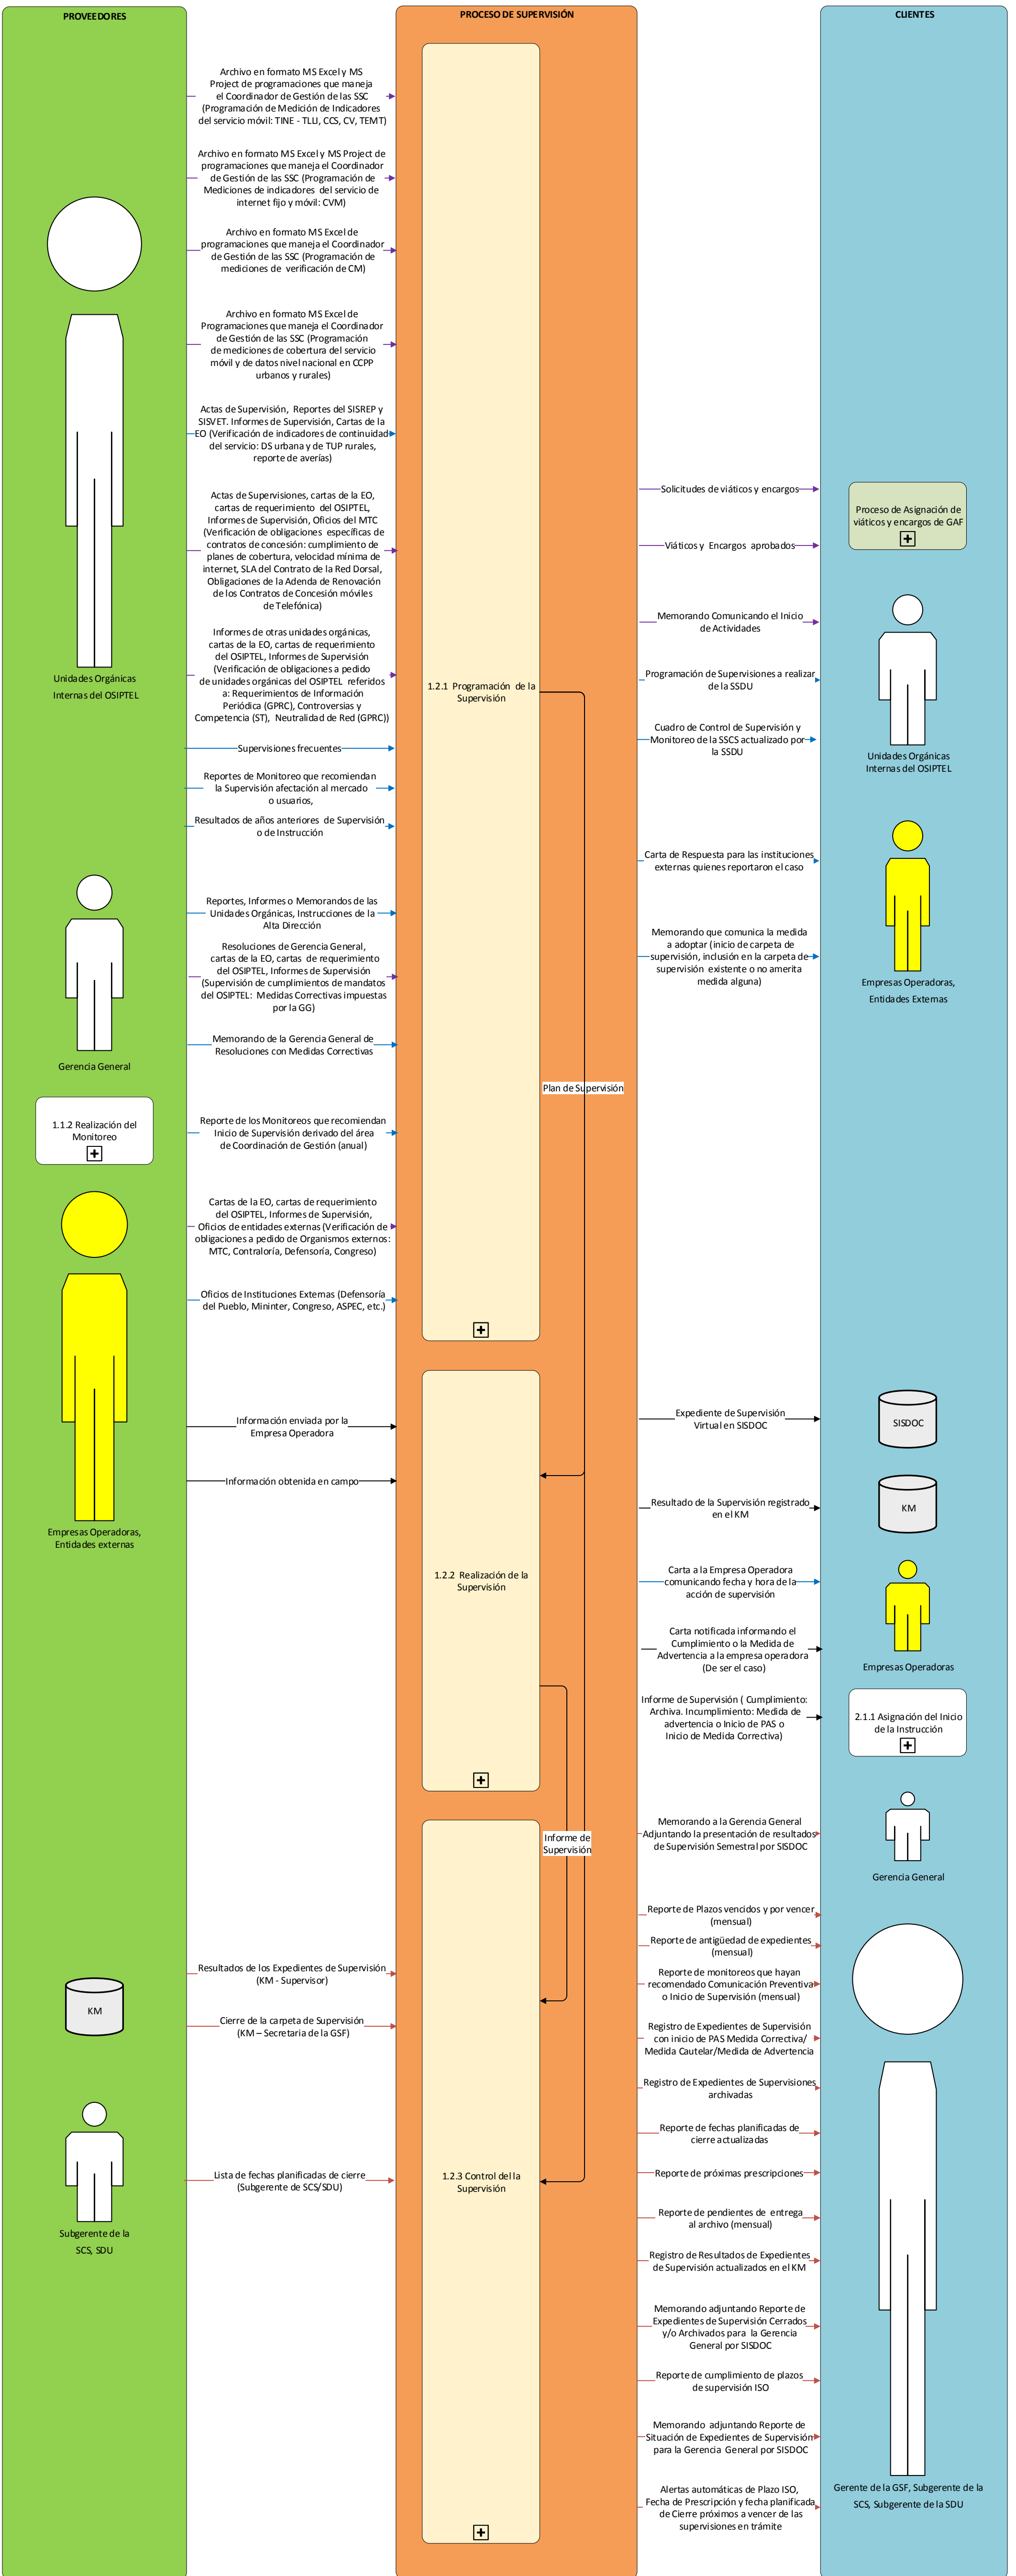 PROVEEDORES
PROCESO DE SUPERVISIÓN
CLIENTES
Archivo en formato MS Excel y MS
Project de programaciones que maneja
el Coordinador de Gestión de las SSC
(Programación de Medición de Indicadores
del servicio móvil: TINE - TLLI, CCS, CV, TEMT)
Archivo en formato MS Excel y MS Project de
programaciones que maneja el Coordinador
de Gestión de las SSC (Programación de
Mediciones de indicadores del servicio de
internet fijo y móvil: CVM)
Archivo en formato MS Excel de
programaciones que maneja el Coordinador
de Gestión de las SSC (Programación de
mediciones de verificación de CM)
Archivo en formato MS Excel de
Programaciones que maneja el Coordinador
de Gestión de las SSC (Programación
de mediciones de cobertura del servicio
móvil y de datos nivel nacional en CCPP
urbanos y rurales)
Actas de Supervisión, Reportes del SISREP y
SISVET. Informes de Supervisión, Cartas de la
EO (Verificación de indicadores de continuidad
del servicio: DS urbana y de TUP rurales,
reporte de averías)
Actas de Supervisiones, cartas de la EO,
cartas de requerimiento del OSIPTEL,
Informes de Supervisión, Oficios del MTC
(Verificación de obligaciones específicas de
contratos de concesión: cumplimiento de
planes de cobertura, velocidad mínima de
internet, SLA del Contrato de la Red Dorsal,
Obligaciones de la Adenda de Renovación
de los Contratos de Concesión móviles
de Telefónica)
Informes de otras unidades orgánicas,
cartas de la EO, cartas de requerimiento
del OSIPTEL, Informes de Supervisión
(Verificación de obligaciones a pedido
de unidades orgánicas del OSIPTEL referidos
a: Requerimientos de Información
Periódica (GPRC), Controversias y
Competencia (ST), Neutralidad de Red (GPRC))
Unidades Orgánicas
Internas del OSIPTEL
Supervisiones frecuentes
Reportes de Monitoreo que recomiendan
la Supervisión afectación al mercado
o usuarios,
Resultados de años anteriores de Supervisión
o de Instrucción
Reportes, Informes o Memorandos de las
Unidades Orgánicas, Instrucciones de la
Alta Dirección
Resoluciones de Gerencia General,
cartas de la EO, cartas de requerimiento
del OSIPTEL, Informes de Supervisión
(Supervisión de cumplimientos de mandatos
del OSIPTEL: Medidas Correctivas impuestas
por la GG)
Memorando de la Gerencia General de
Resoluciones con Medidas Correctivas
Gerencia General
1.1.2 Realización del
Monitoreo
Reporte de los Monitoreos que recomiendan
Inicio de Supervisión derivado del área
de Coordinación de Gestión (anual)
Cartas de la EO, cartas de requerimiento
del OSIPTEL, Informes de Supervisión,
Oficios de entidades externas (Verificación de
obligaciones a pedido de Organismos externos:
MTC, Contraloría, Defensoría, Congreso)
Oficios de Instituciones Externas (Defensoría
del Pueblo, Mininter, Congreso, ASPEC, etc.)
Información enviada por la
Empresa Operadora
Información obtenida en campo
Empresas Operadoras,
Entidades externas
Resultados de los Expedientes de Supervisión
(KM - Supervisor)
KM
Cierre de la carpeta de Supervisión
(KM – Secretaria de la GSF)
Lista de fechas planificadas de cierre
(Subgerente de SCS/SDU)
Subgerente de la
SCS, SDU
1.2.1 Programación de la
Supervisión
Plan de Supervisión
1.2.2 Realización de la
Supervisión
Informe de
Supervisión
1.2.3 Control del la
Supervisión
Solicitudes de viáticos y encargos
Proceso de Asignación de
viáticos y encargos de GAF
Viáticos y Encargos aprobados
Memorando Comunicando el Inicio
de Actividades
Programación de Supervisiones a realizar
de la SSDU
Cuadro de Control de Supervisión y
Monitoreo de la SSCS actualizado por
la SSDU
Unidades Orgánicas
Internas del OSIPTEL
Carta de Respuesta para las instituciones
externas quienes reportaron el caso
Memorando que comunica la medida
a adoptar (inicio de carpeta de
supervisión, inclusión en la carpeta de
supervisión existente o no amerita
medida alguna)
Empresas Operadoras,
Entidades Externas
Expediente de Supervisión
Virtual en SISDOC
SISDOC
Resultado de la Supervisión registrado
en el KM
KM
Carta a la Empresa Operadora
comunicando fecha y hora de la
acción de supervisión
Carta notificada informando el
Cumplimiento o la Medida de
Advertencia a la empresa operadora
(De ser el caso)
Empresas Operadoras
Informe de Supervisión ( Cumplimiento:
Archiva. Incumplimiento: Medida de
advertencia o Inicio de PAS o
Inicio de Medida Correctiva)
2.1.1 Asignación del Inicio
de la Instrucción
Memorando a la Gerencia General
Adjuntando la presentación de resultados
de Supervisión Semestral por SISDOC
Gerencia General
Reporte de Plazos vencidos y por vencer
(mensual)
Reporte de antigüedad de expedientes
(mensual)
Reporte de monitoreos que hayan
recomendado Comunicación Preventiva
o Inicio de Supervisión (mensual)
Registro de Expedientes de Supervisión
con inicio de PAS Medida Correctiva/
Medida Cautelar/Medida de Advertencia
Registro de Expedientes de Supervisiones
archivadas
Reporte de fechas planificadas de
cierre actualizadas
Reporte de próximas prescripciones
Reporte de pendientes de entrega
al archivo (mensual)
Registro de Resultados de Expedientes
de Supervisión actualizados en el KM
Memorando adjuntando Reporte de
Expedientes de Supervisión Cerrados
y/o Archivados para la Gerencia
General por SISDOC
Reporte de cumplimiento de plazos
de supervisión ISO
Memorando adjuntando Reporte de
Situación de Expedientes de Supervisión
para la Gerencia General por SISDOC
Alertas automáticas de Plazo ISO,
Fecha de Prescripción y fecha planificada
de Cierre próximos a vencer de las
supervisiones en trámite
Gerente de la GSF, Subgerente de la
SCS, Subgerente de la SDU